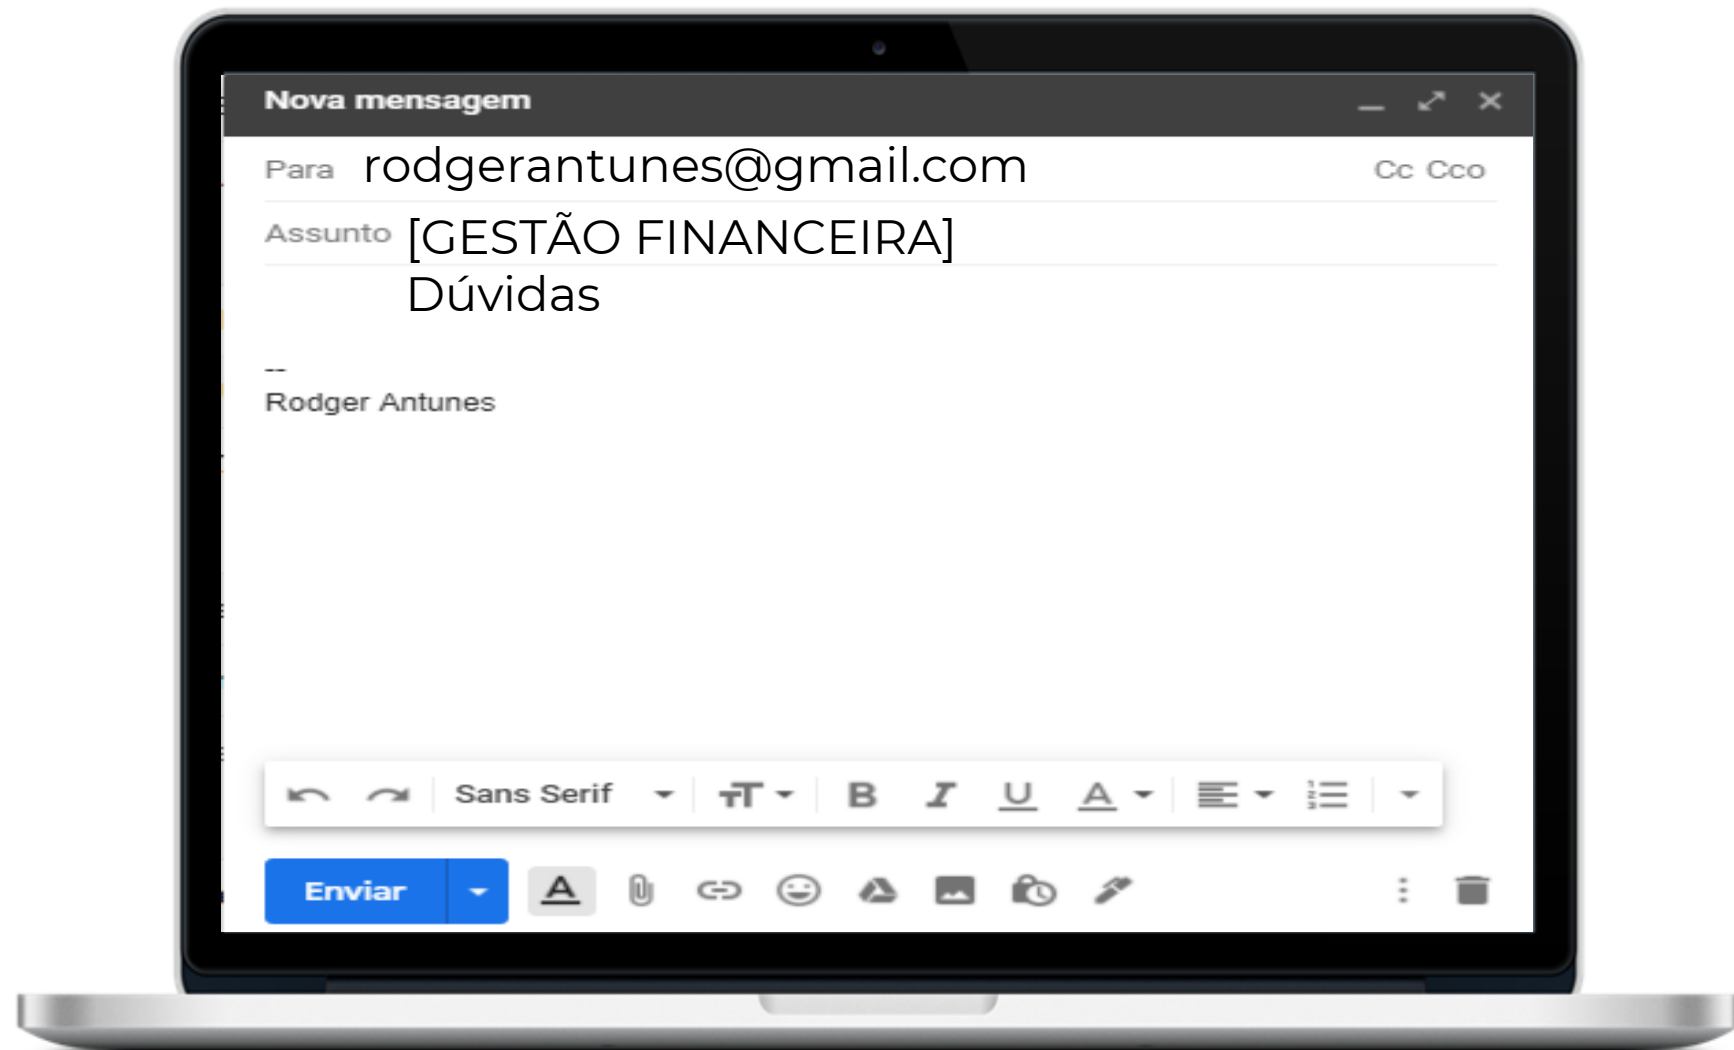 Nova mensagem
Para rodgerantunes@gmail.com Cc Cco
Assunto [GESTÃO FINANCEIRA]
Dúvidas
--
Rodger Antunes
Sans Serif
Enviar